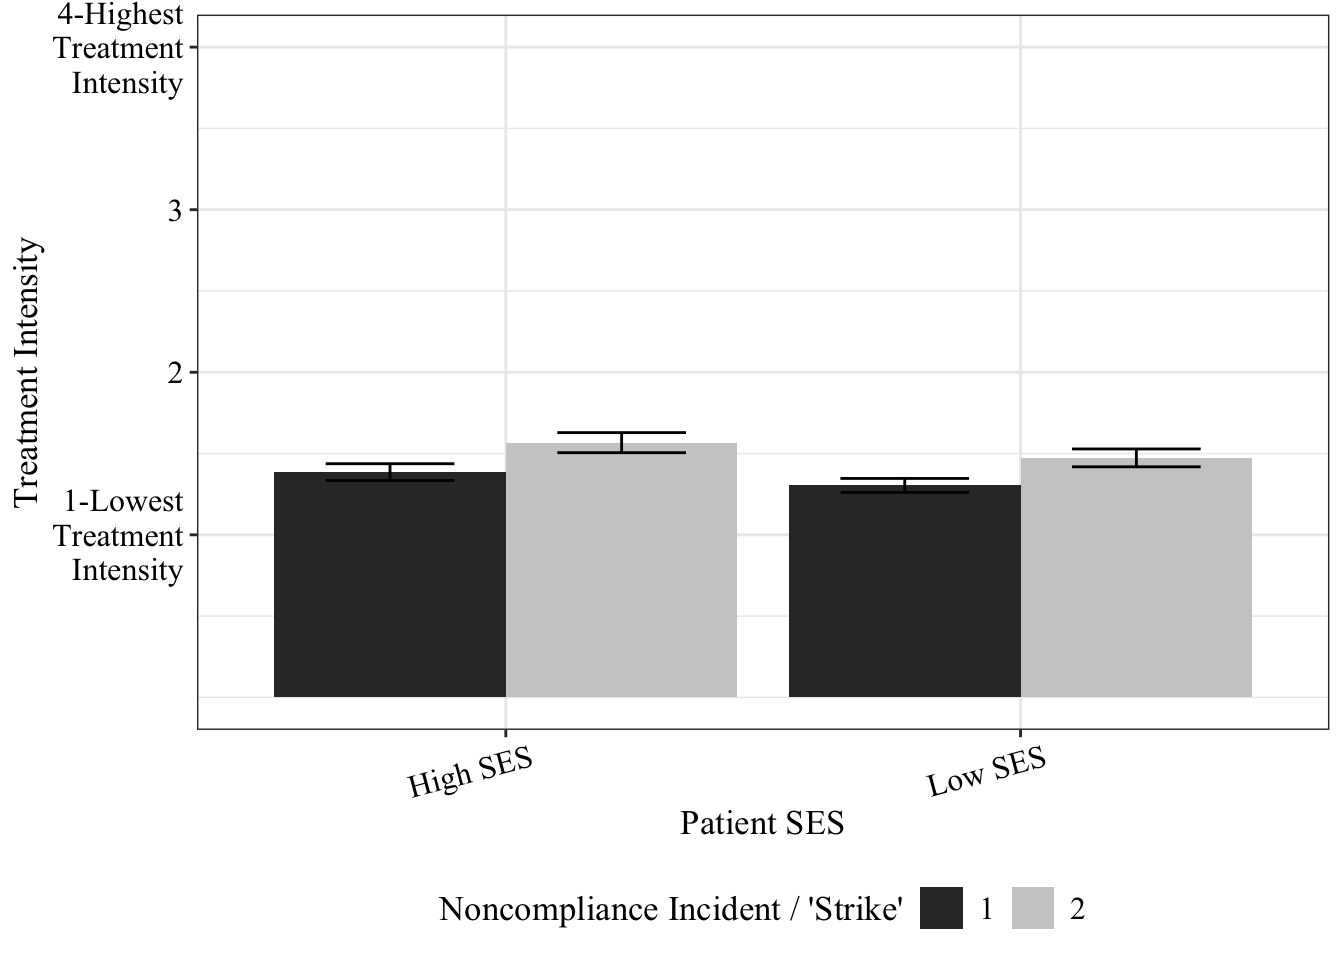 4-Highest
Treatment
Intensity
3
2
1-Lowest
Treatment
Intensity
Treatment Intensity
High SES
Low SES
Patient SES
Noncompliance Incident / 'Strike' 1 2